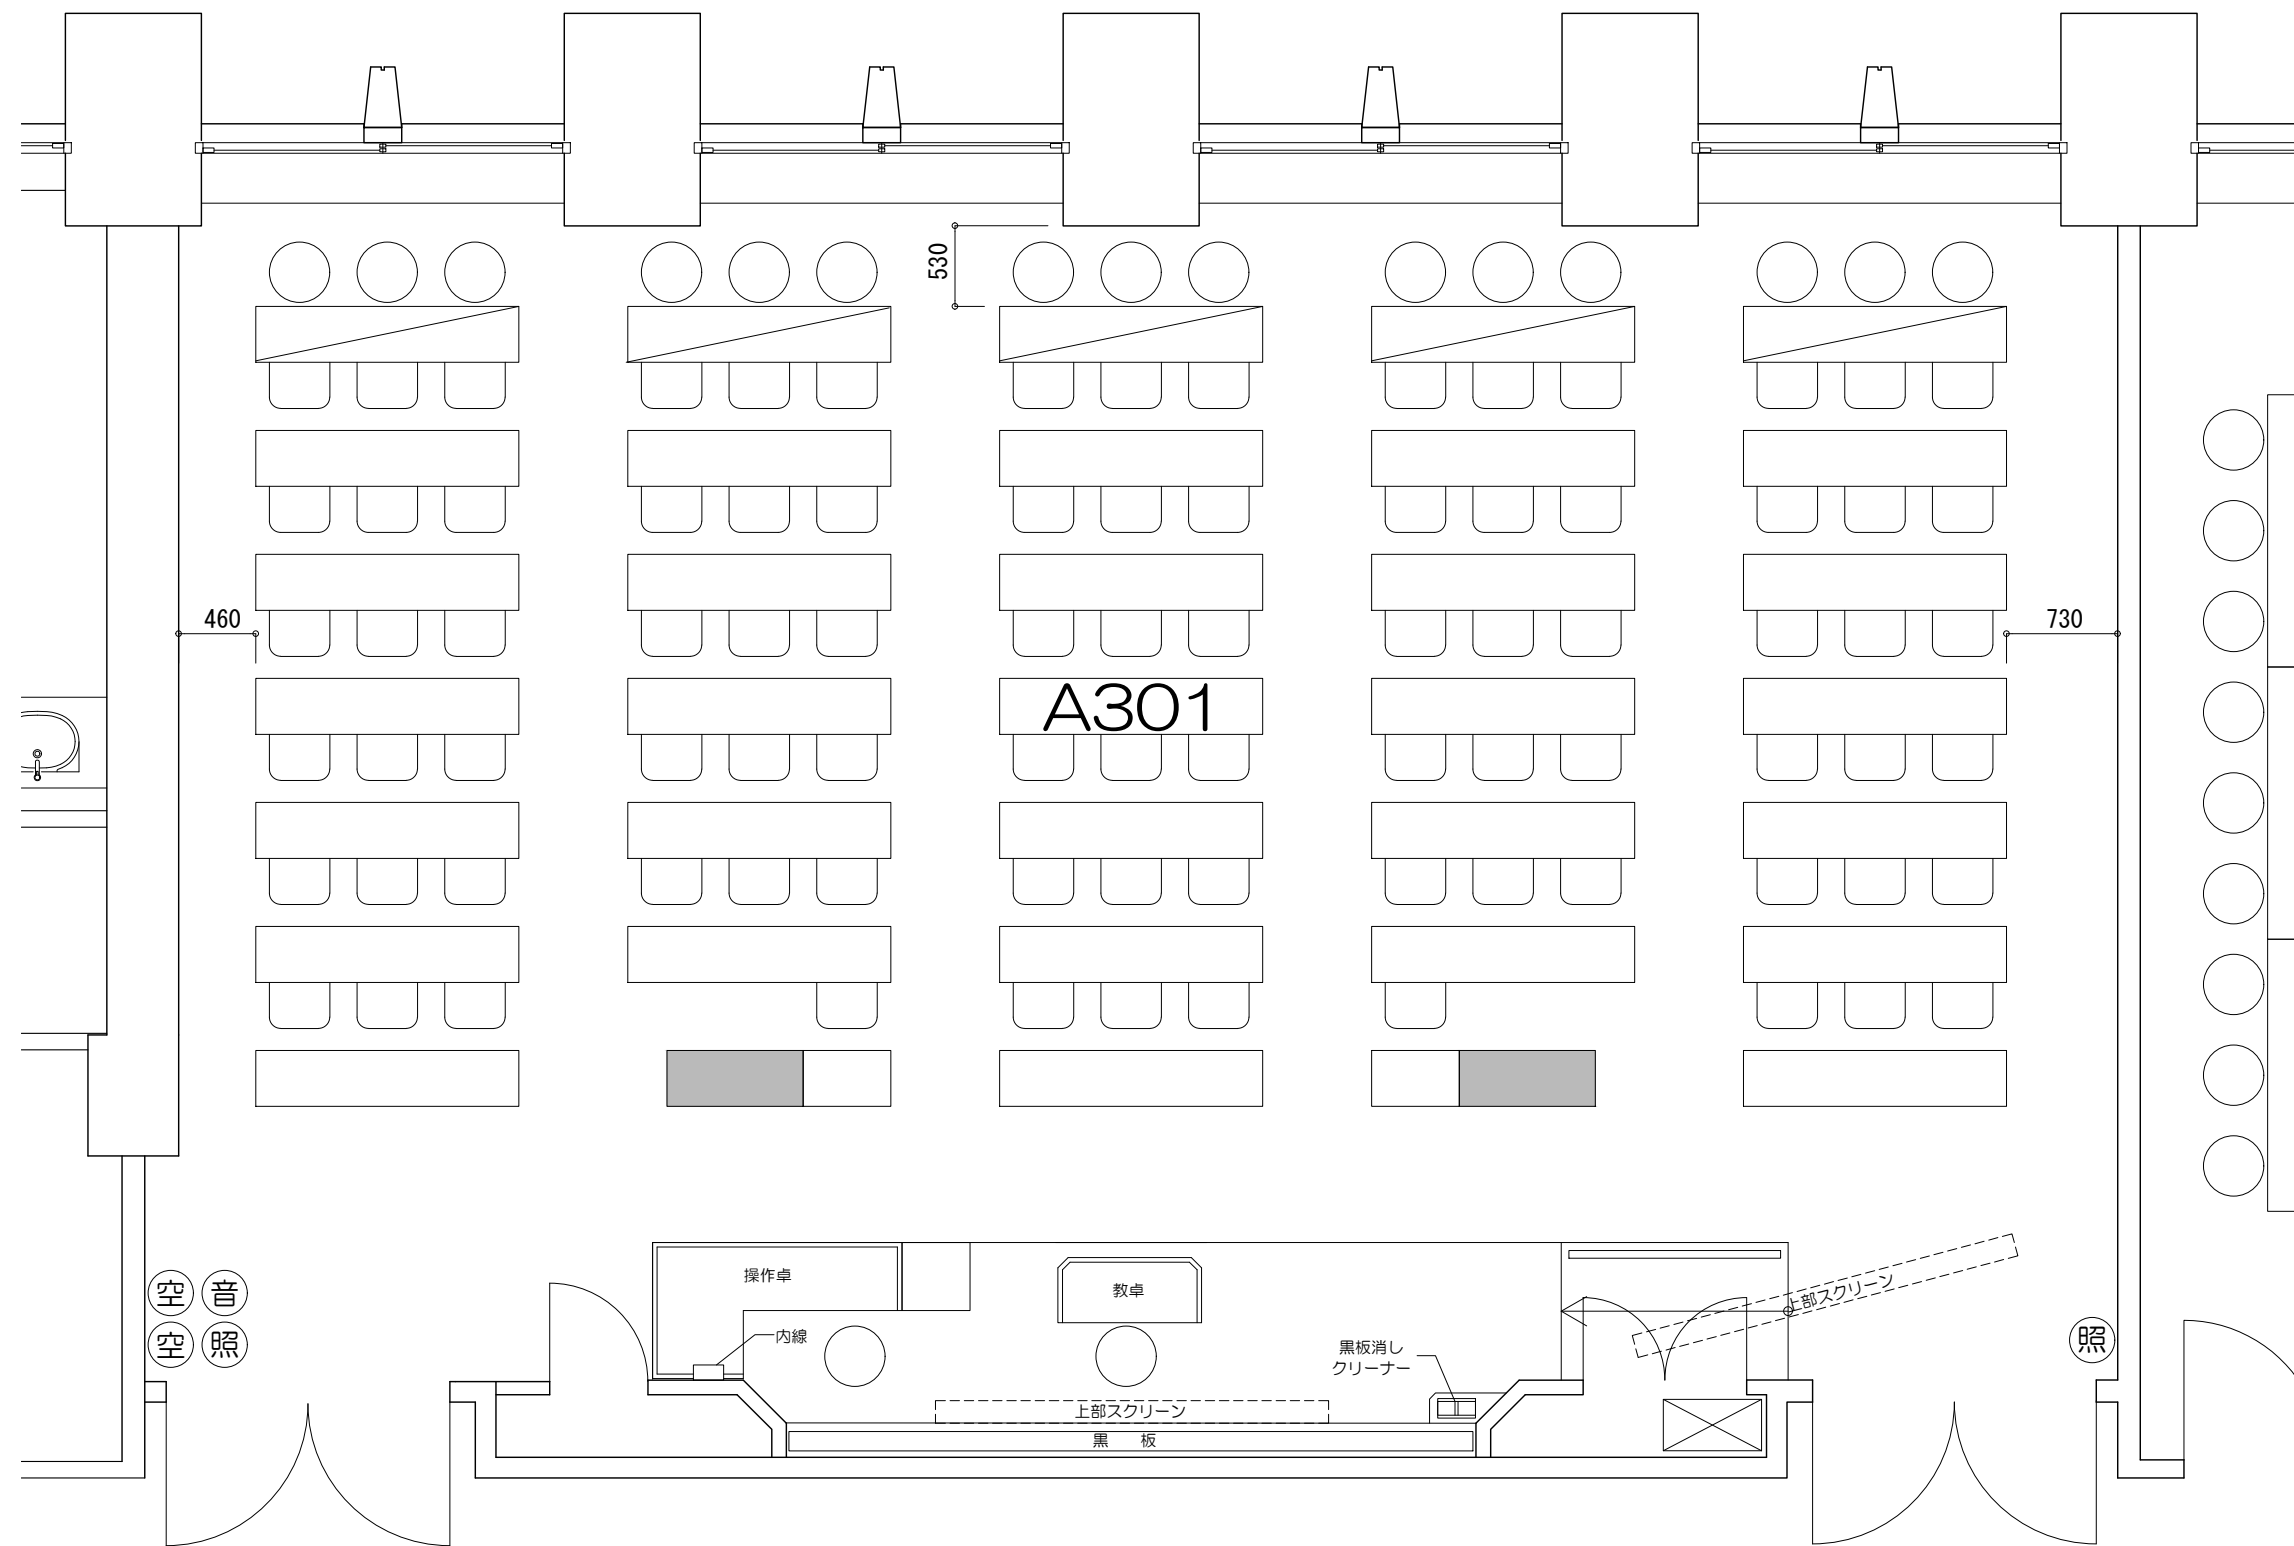 530
460
730
A301
空 音
空 照
操作卓
教卓
内線
上部スクリーン
照
黒板消し
クリーナー
上部スクリーン
黒 板